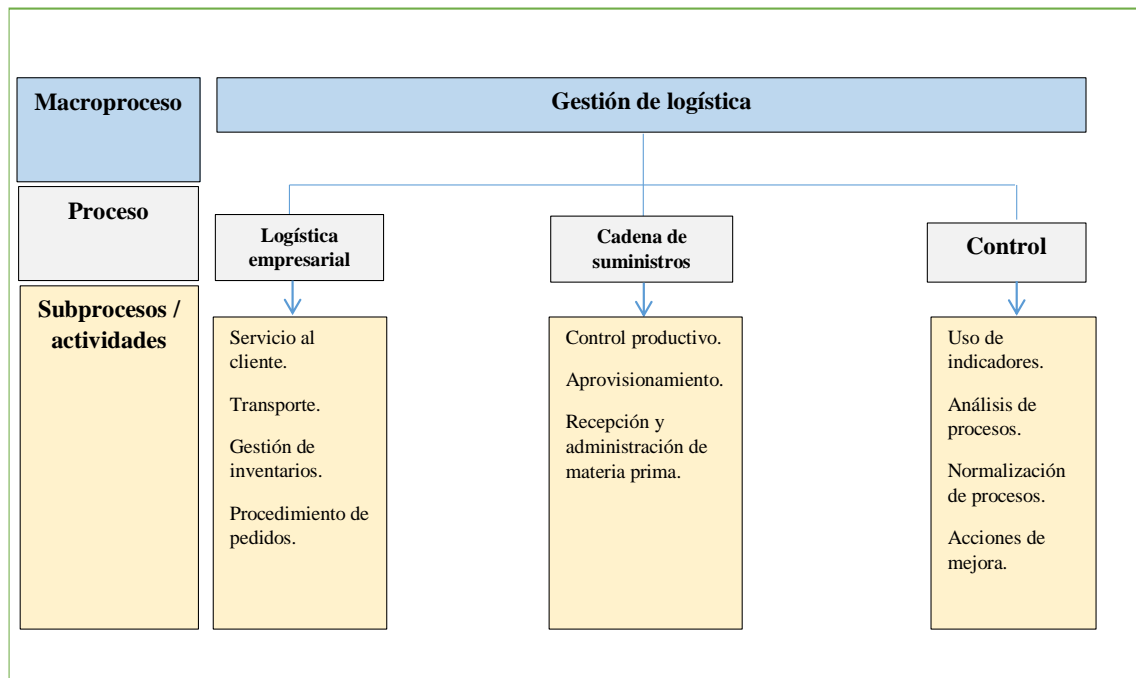 Macroproceso
Gestión de logística
Proceso
Logística
empresarial
Cadena de
suministros
Control
Subprocesos /
actividades
Servicio al
cliente.
Transporte.
Gestión de
inventarios.
Procedimiento de
pedidos.
Control productivo.
Aprovisionamiento.
Recepción y
administración de
materia prima.
Uso de
indicadores.
Análisis de
procesos.
Normalización
de procesos.
Acciones de
mejora.